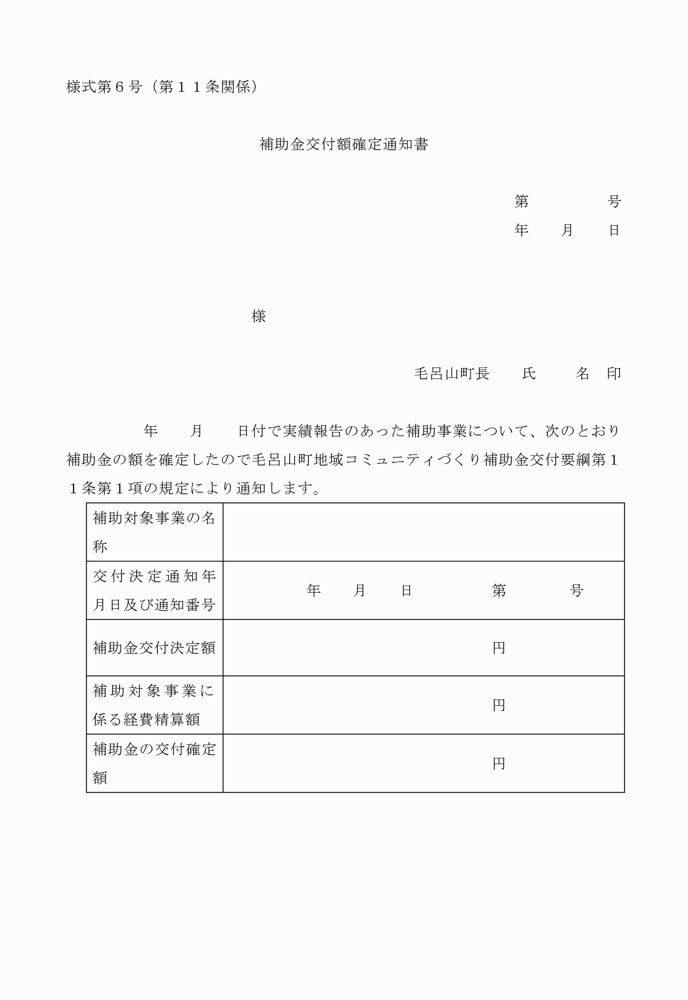 様式第６号（第１１条関係）
補助金交付額確定通知書
第　　　　　号
年　　月　　日
様
毛呂山町長　　氏　　名　印
年　　月　　日付で実績報告のあった補助事業について、次のとおり
補助金の額を確定したので毛呂山町地域コミュニティづくり補助金交付要綱第１
１条第１項の規定により通知します。
補助対象事業の名
称
交付決定通知年
月日及び通知番号
年　　月　　日　　　　　第　　　　号
補助金交付決定額
円
補助対象事業に
係る経費精算額
円
補助金の交付確定
額
円